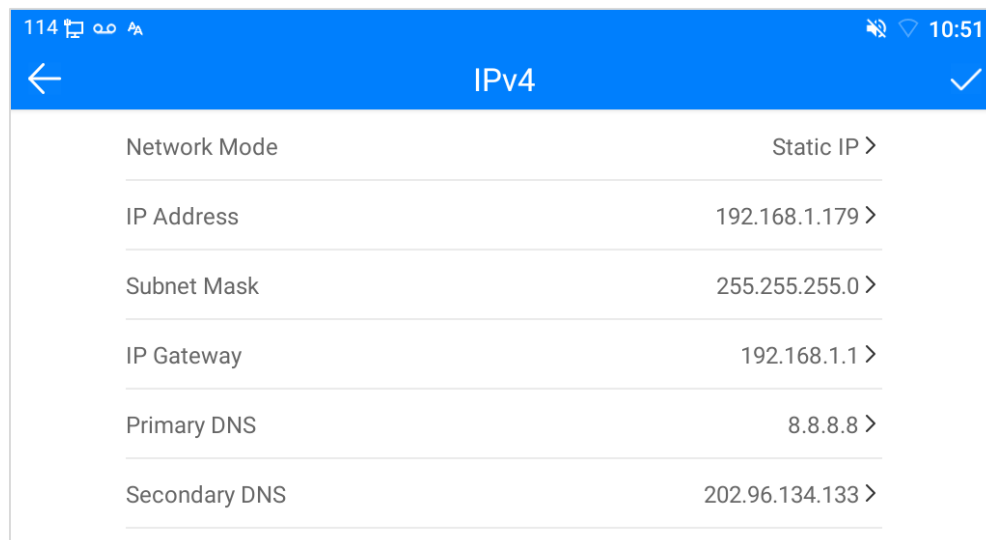 114 10:51
IPv4
Network Mode Static IP
IP Address 192.168.1.179
Subnet Mask 255.255.255.0
IP Gateway 192.168.1.1
Primary DNS 8.8.8.8
Secondary DNS 202.96.134.133